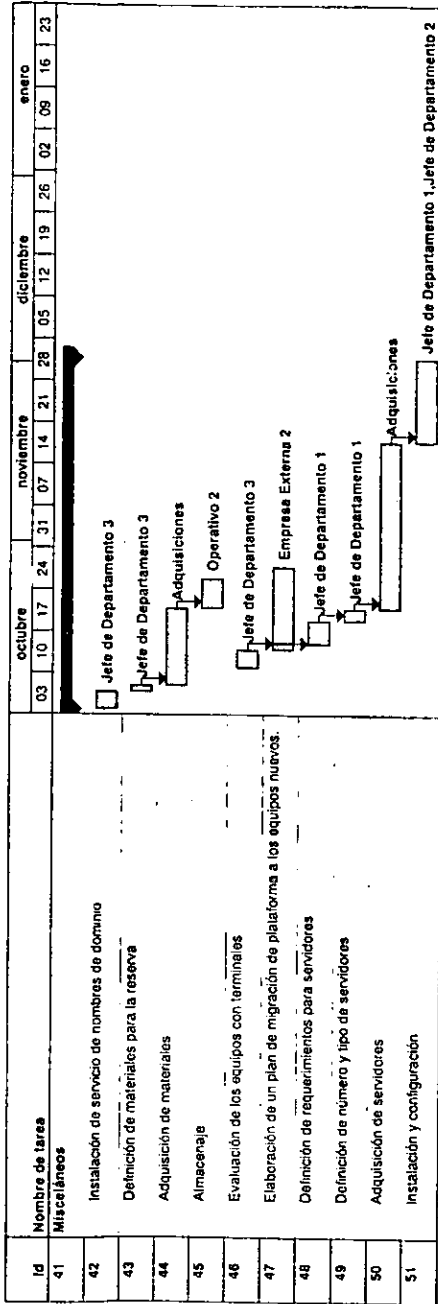 Id Nombre de tarea octubre noviembre diciembre enero
03 10 17 24 31 07 14 21 28 05 12 19 26 02 09 16 23
41 Misceláneos
42 Instalación de servicio de nombres de dominio Jefe de Departamento 3
43 Definición de materiales para la reserva Jefe de Departamento 3
44 Adquisición de materiales Adquisiciones
45 Almacenaje Operativo 2
46 Evaluación de los equipos con terminales Jefe de Departamento 3
47 Elaboración de un plan de migración de plataforma a los equipos nuevos. Empresa Externa 2
48 Definición de requerimientos para servidores Jefe de Departamento 1
49 Definición de número y tipo de servidores Jefe de Departamento 1
50 Adquisición de servidores Adquisiciones
51 Instalación y configuración Jefe de Departamento 1,Jefe de Departamento 2